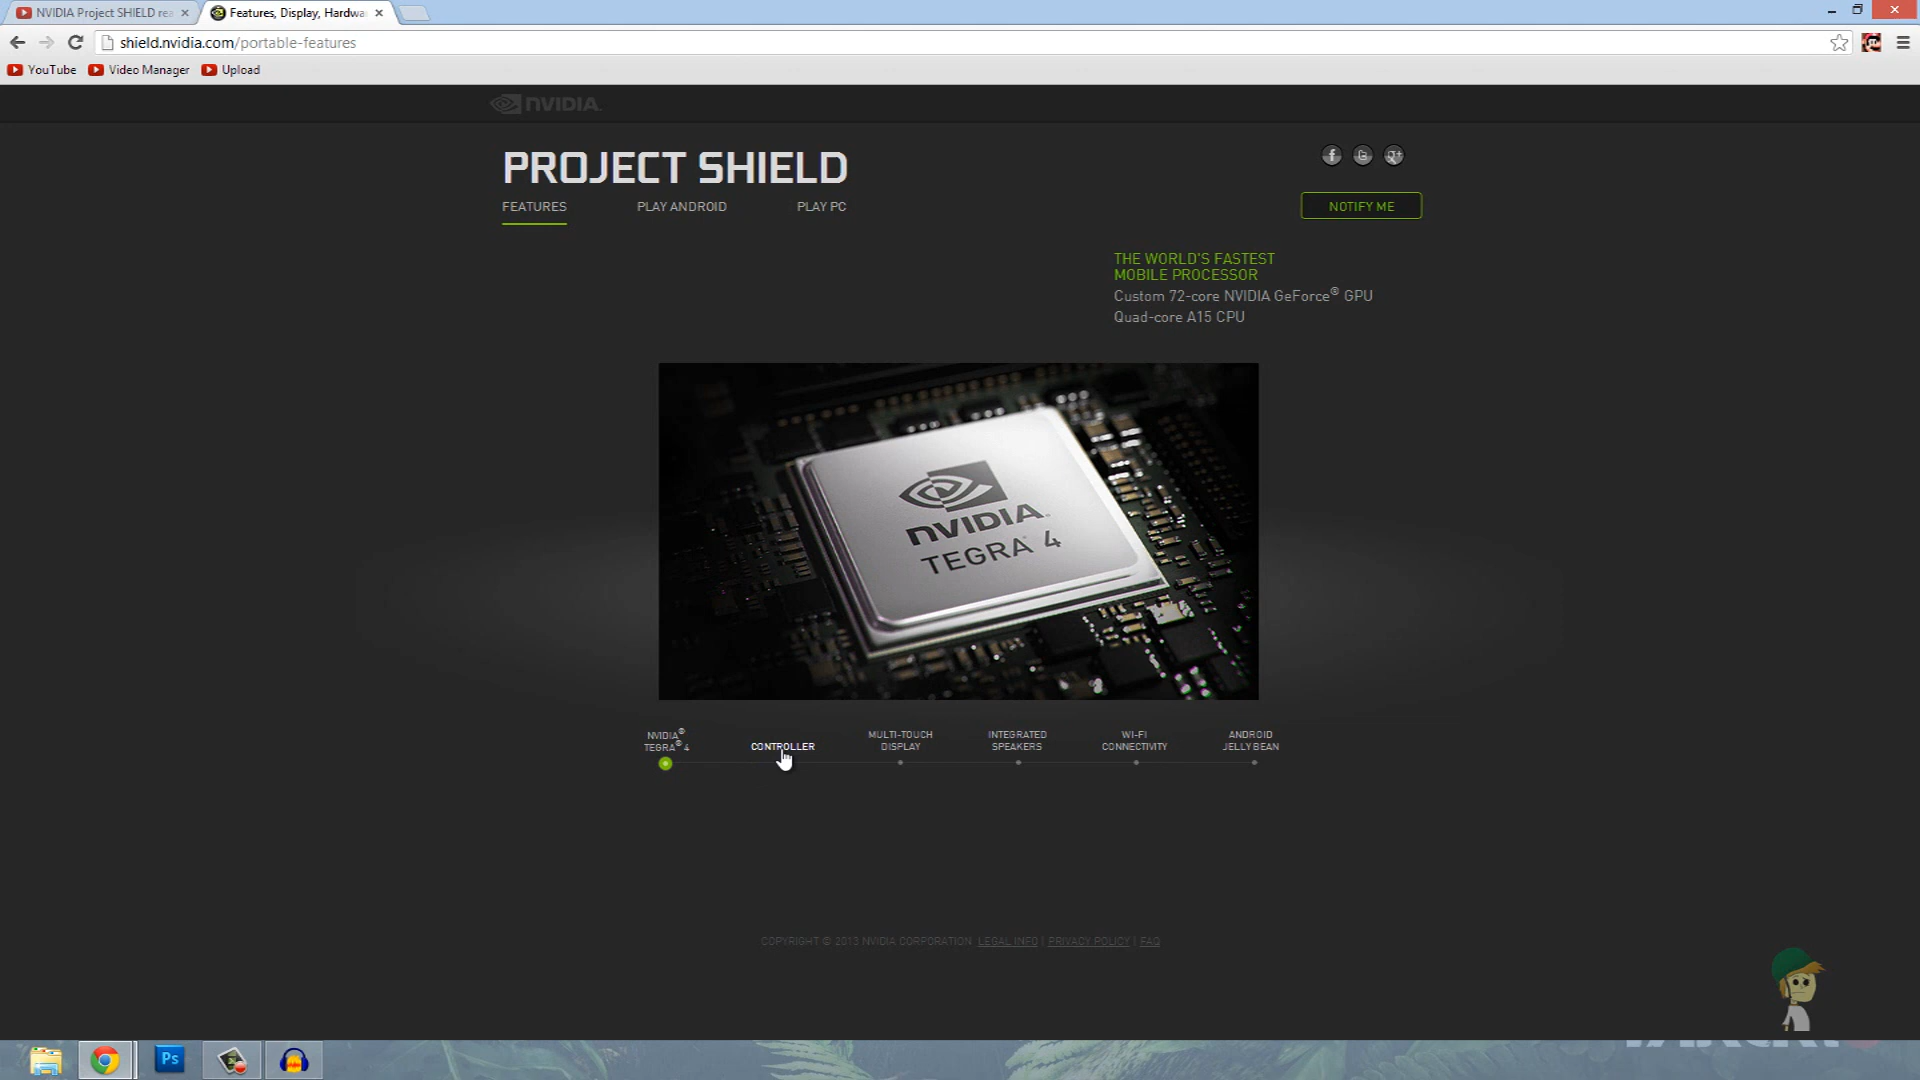 NVIDIA Project SHIELD rea
Features, Display, Hardwa
shield.nvidia.com/portable-features
YouTube
Video Manager
Upload
NVIDIA.
PROJECT SHIELD
FEATURES
PLAY ANDROID
PLAY PC
NOTIFY ME
THE WORLD'S FASTEST
MOBILE PROCESSOR
Custom 72-core NVIDIA GeForce® GPU
Quad-core A15 CPU
NVIDIA
TEGRA 4
NVIDIA®
TEGRA® 4
CONTROLLER
MULTI-TOUCH
DISPLAY
INTEGRATED
SPEAKERS
WI-FI
CONNECTIVITY
ANDROID
JELLY BEAN
COPYRIGHT © 2013 NVIDIA CORPORATION LEGAL INFO | PRIVACY POLICY | FAQ
Ps